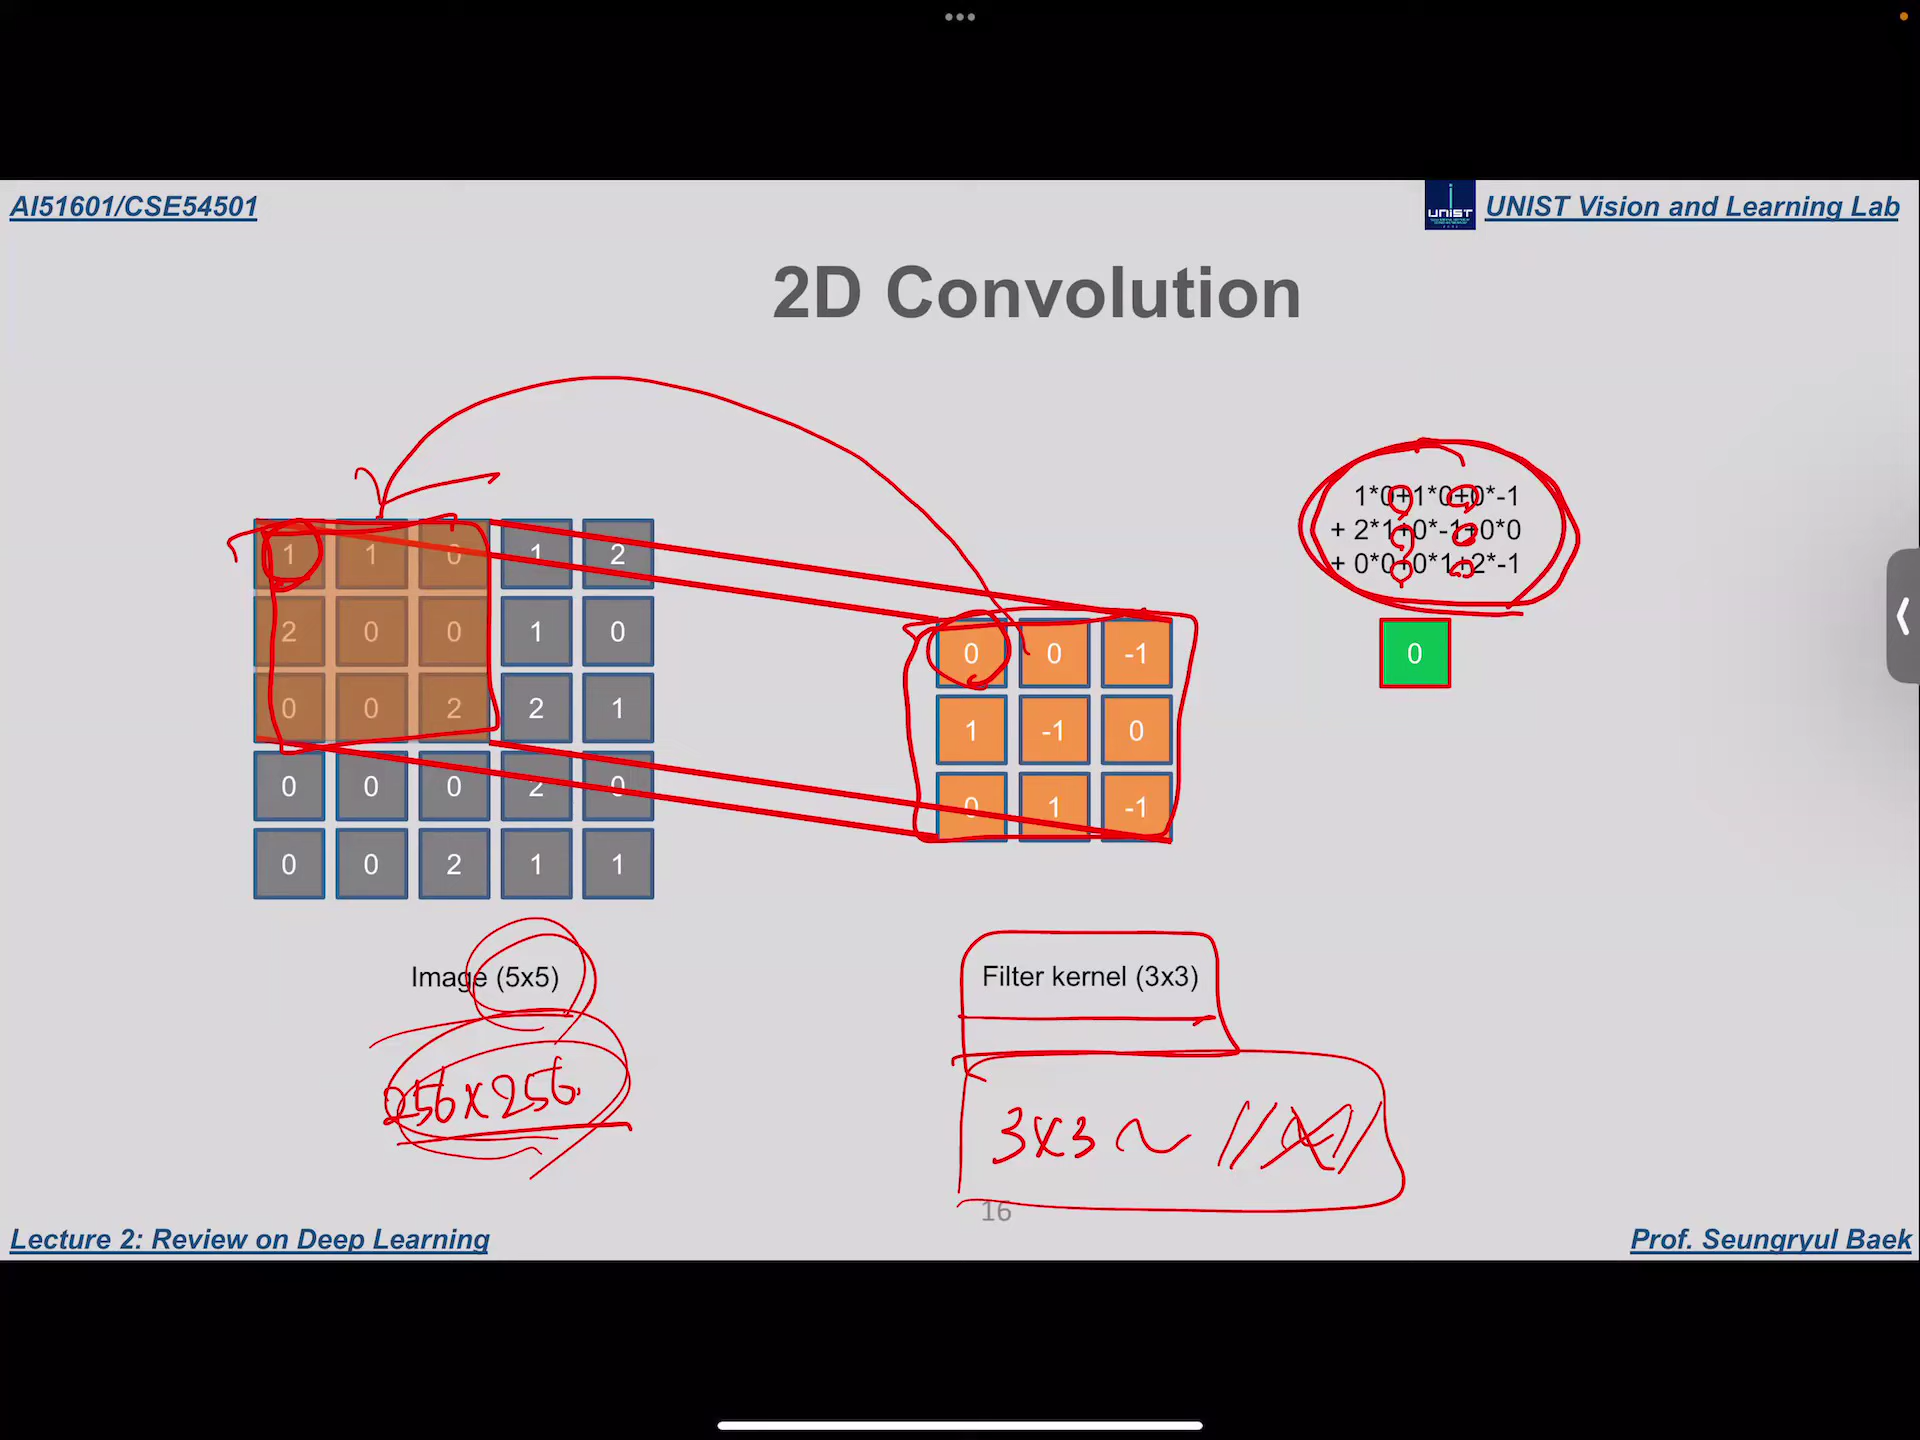 AI51601/CSE54501
UNIST
UNIST Vision and Learning Lab
2D Convolution
1*0+1*0+0*-1
+ 2*1+0*-1+0*0
+ 0*0+0*1+2*-1
1 1 0 1 2
2 0 0 1 0
0 0 2 2 1
0 0 0 2 0
0 0 2 1 1
0 0 -1
1 -1 0
0 1 -1
0
Image (5x5)
Filter kernel (3x3)
256x256
3x3 ~ 11x11
16
Lecture 2: Review on Deep Learning
Prof. Seungryul Baek